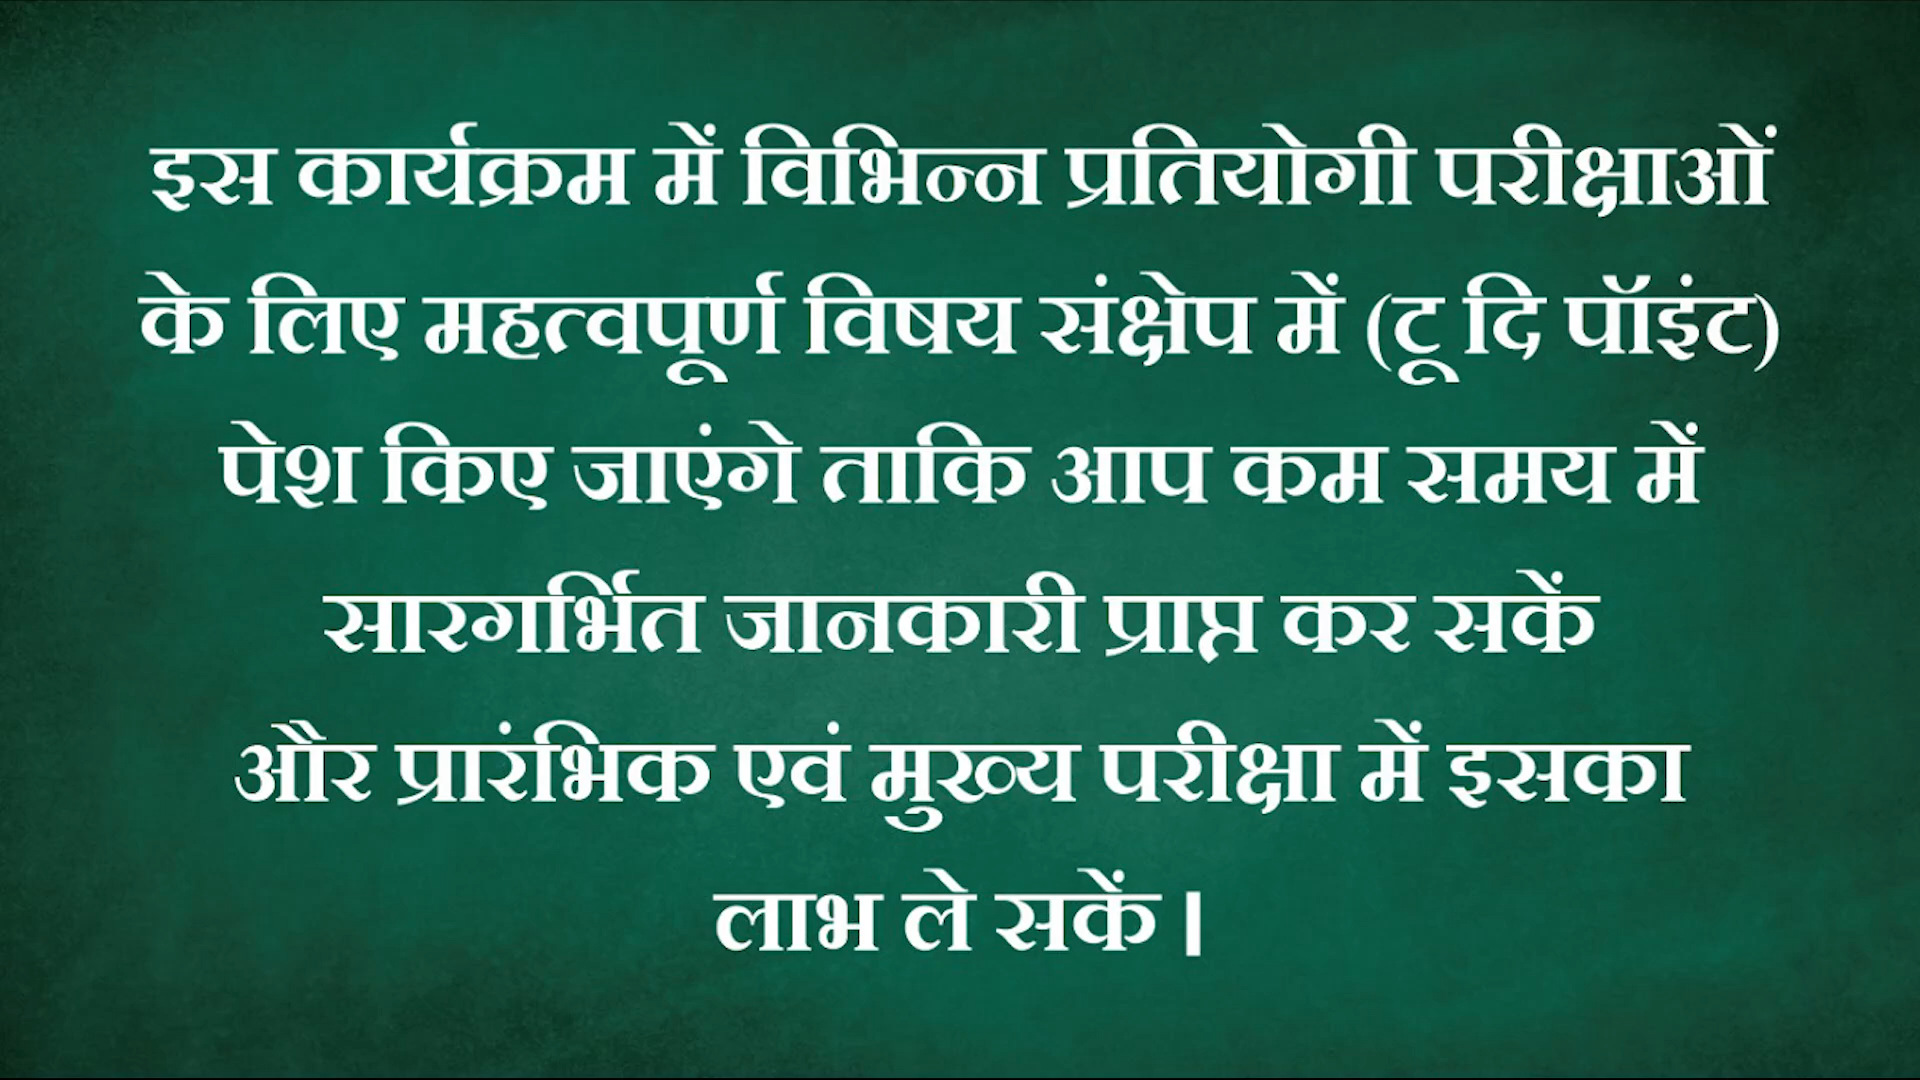 इस कार्यक्रम में विभिन्न प्रतियोगी परीक्षाओं
के लिए महत्वपूर्ण विषय संक्षेप में (टू दि पॉइंट)
पेश किए जाएंगे ताकि आप कम समय में
सारगर्भित जानकारी प्राप्त कर सकें
और प्रारंभिक एवं मुख्य परीक्षा में इसका
लाभ ले सकें ।